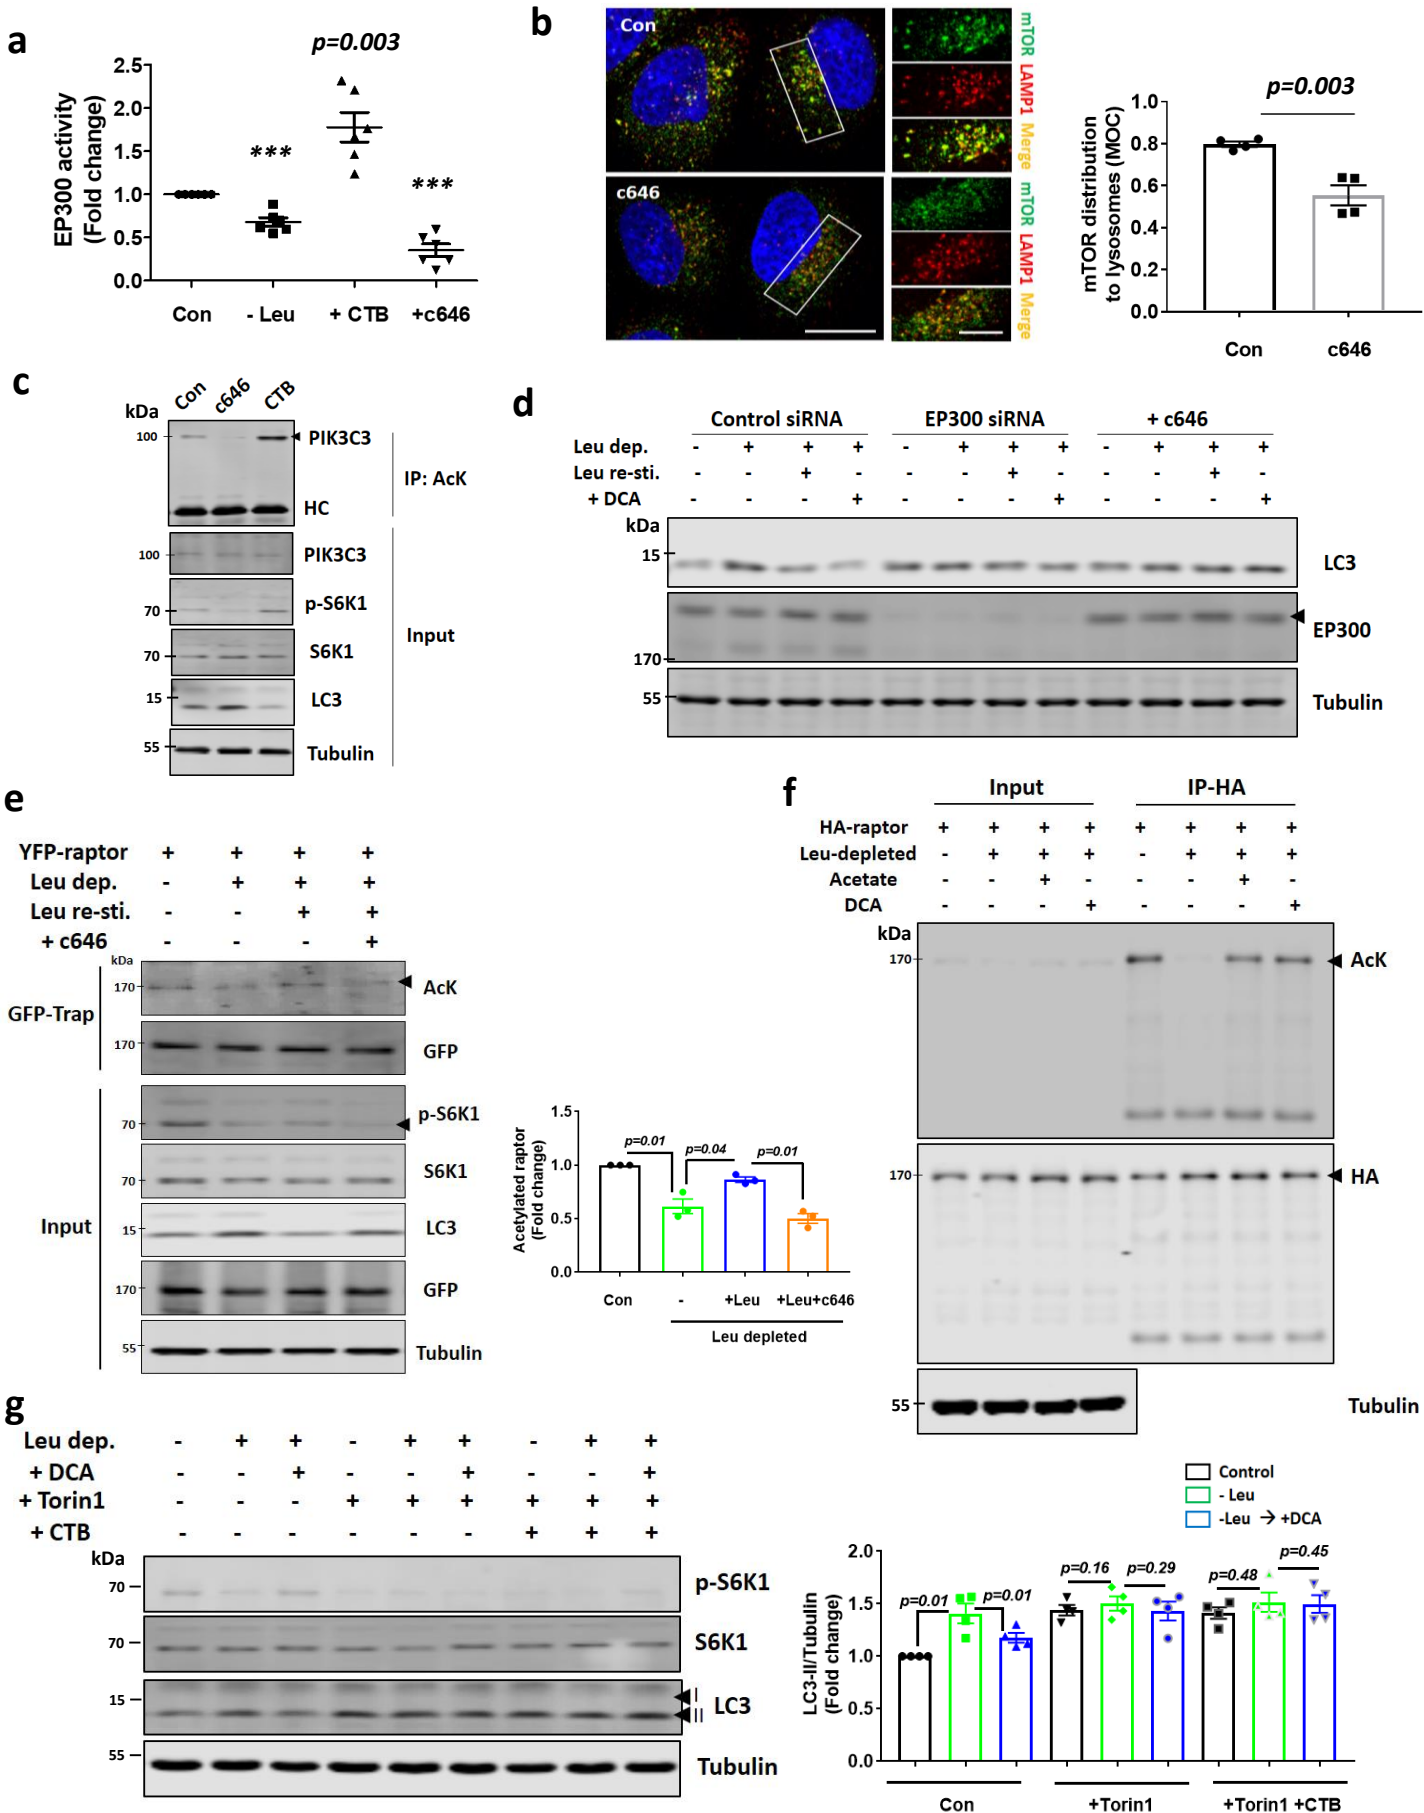 a
p=0.003
EP300 activity
(Fold change)
2.5
2.0
1.5
1.0
0.5
0.0
***
***
Con - Leu + CTB +c646
b
Con
c646
mTOR LAMP1 Merge
mTOR LAMP1 Merge
p=0.003
mTOR distribution
to lysosomes (MOC)
1.0
0.8
0.6
0.4
0.2
0.0
Con c646
c
Con c646 CTB
kDa
100 PIK3C3
IP: AcK
HC
100 PIK3C3
70 p-S6K1
Input
70 S6K1
15 LC3
55 Tubulin
d
Control siRNA EP300 siRNA + c646
Leu dep. - + + + - + + + - + + +
Leu re-sti. - - + - - - + - - - + -
+ DCA - - - + - - - + - - - +
kDa
15 LC3
EP300
170
55 Tubulin
e
YFP-raptor + + + +
Leu dep. - + + +
Leu re-sti. - - + +
+ c646 - - - +
kDa
170 AcK
GFP-Trap
170 GFP
70 p-S6K1
70 S6K1
Input
15 LC3
170 GFP
55 Tubulin
Acetylated raptor
(Fold change)
1.5
1.0
0.5
0.0
p=0.01 p=0.04 p=0.01
Con - +Leu +Leu+c646
Leu depleted
f
Input IP-HA
HA-raptor + + + + + + + +
Leu-depleted - + + + - + + +
Acetate - - + - - - + -
DCA - - - + - - - +
kDa
170 AcK
170 HA
55 Tubulin
g
Leu dep. - + + - + + - + +
+ DCA - - + - - + - - +
+ Torin1 - - - + + + + + +
+ CTB - - - - - - + + +
kDa
70 p-S6K1
70 S6K1
15 I
LC3
II
55 Tubulin
Control
- Leu
-Leu → +DCA
LC3-II/Tubulin
(Fold change)
2.0
1.5
1.0
0.5
0.0
p=0.01 p=0.01 p=0.16 p=0.29 p=0.48 p=0.45
Con +Torin1 +Torin1 +CTB